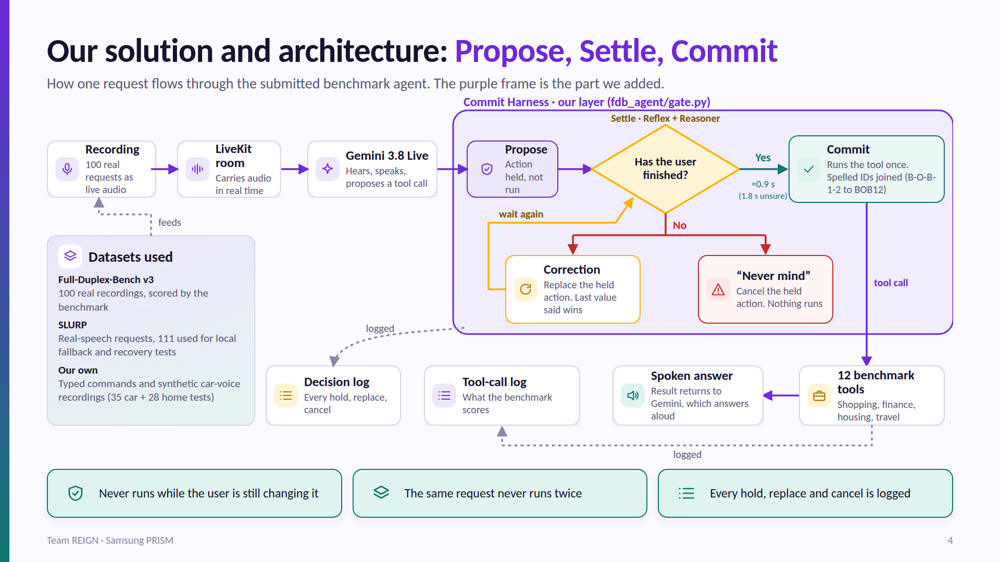 Our solution and architecture: Propose, Settle, Commit
How one request flows through the submitted benchmark agent. The purple frame is the part we added.
Commit Harness · our layer (fdb_agent/gate.py)
Settle · Reflex + Reasoner
Recording
100 real
requests as
live audio
LiveKit
room
Carries audio
in real time
Gemini 3.8 Live
Hears, speaks,
proposes a tool call
Propose
Action
held, not
run
Has the user
finished?
Yes
≈0.9 s
(1.8 s unsure)
Commit
Runs the tool once.
Spelled IDs joined (B-O-B-
1-2 to BOB12)
feeds
wait again
No
Datasets used
Full-Duplex-Bench v3
100 real recordings, scored by the
benchmark
SLURP
Real-speech requests, 111 used for local
fallback and recovery tests
Our own
Typed commands and synthetic car-voice
recordings (35 car + 28 home tests)
Correction
Replace the held
action. Last value
said wins
“Never mind”
Cancel the held
action. Nothing runs
tool call
logged
Decision log
Every hold, replace,
cancel
Tool-call log
What the benchmark
scores
Spoken answer
Result returns to
Gemini, which answers
aloud
12 benchmark
tools
Shopping, finance,
housing, travel
logged
Never runs while the user is still changing it
The same request never runs twice
Every hold, replace and cancel is logged
Team REIGN · Samsung PRISM
4